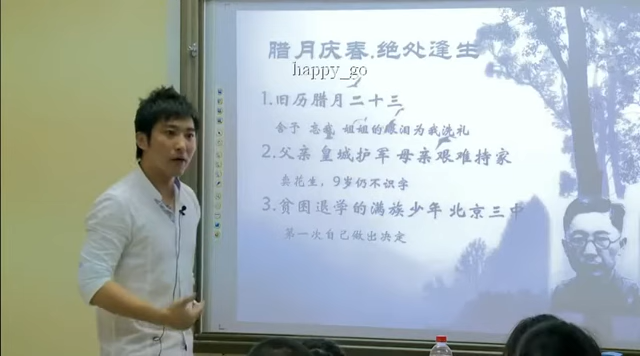 腊月庆春.绝处逢生
happy_go
1.旧历腊月二十三
舍予 姐姐的眼泪为我洗礼
2.父亲 皇城护军 母亲艰难持家
卖花生，9岁仍不识字
3.贫困退学的满族少年 北京三中
第一次自己做出决定